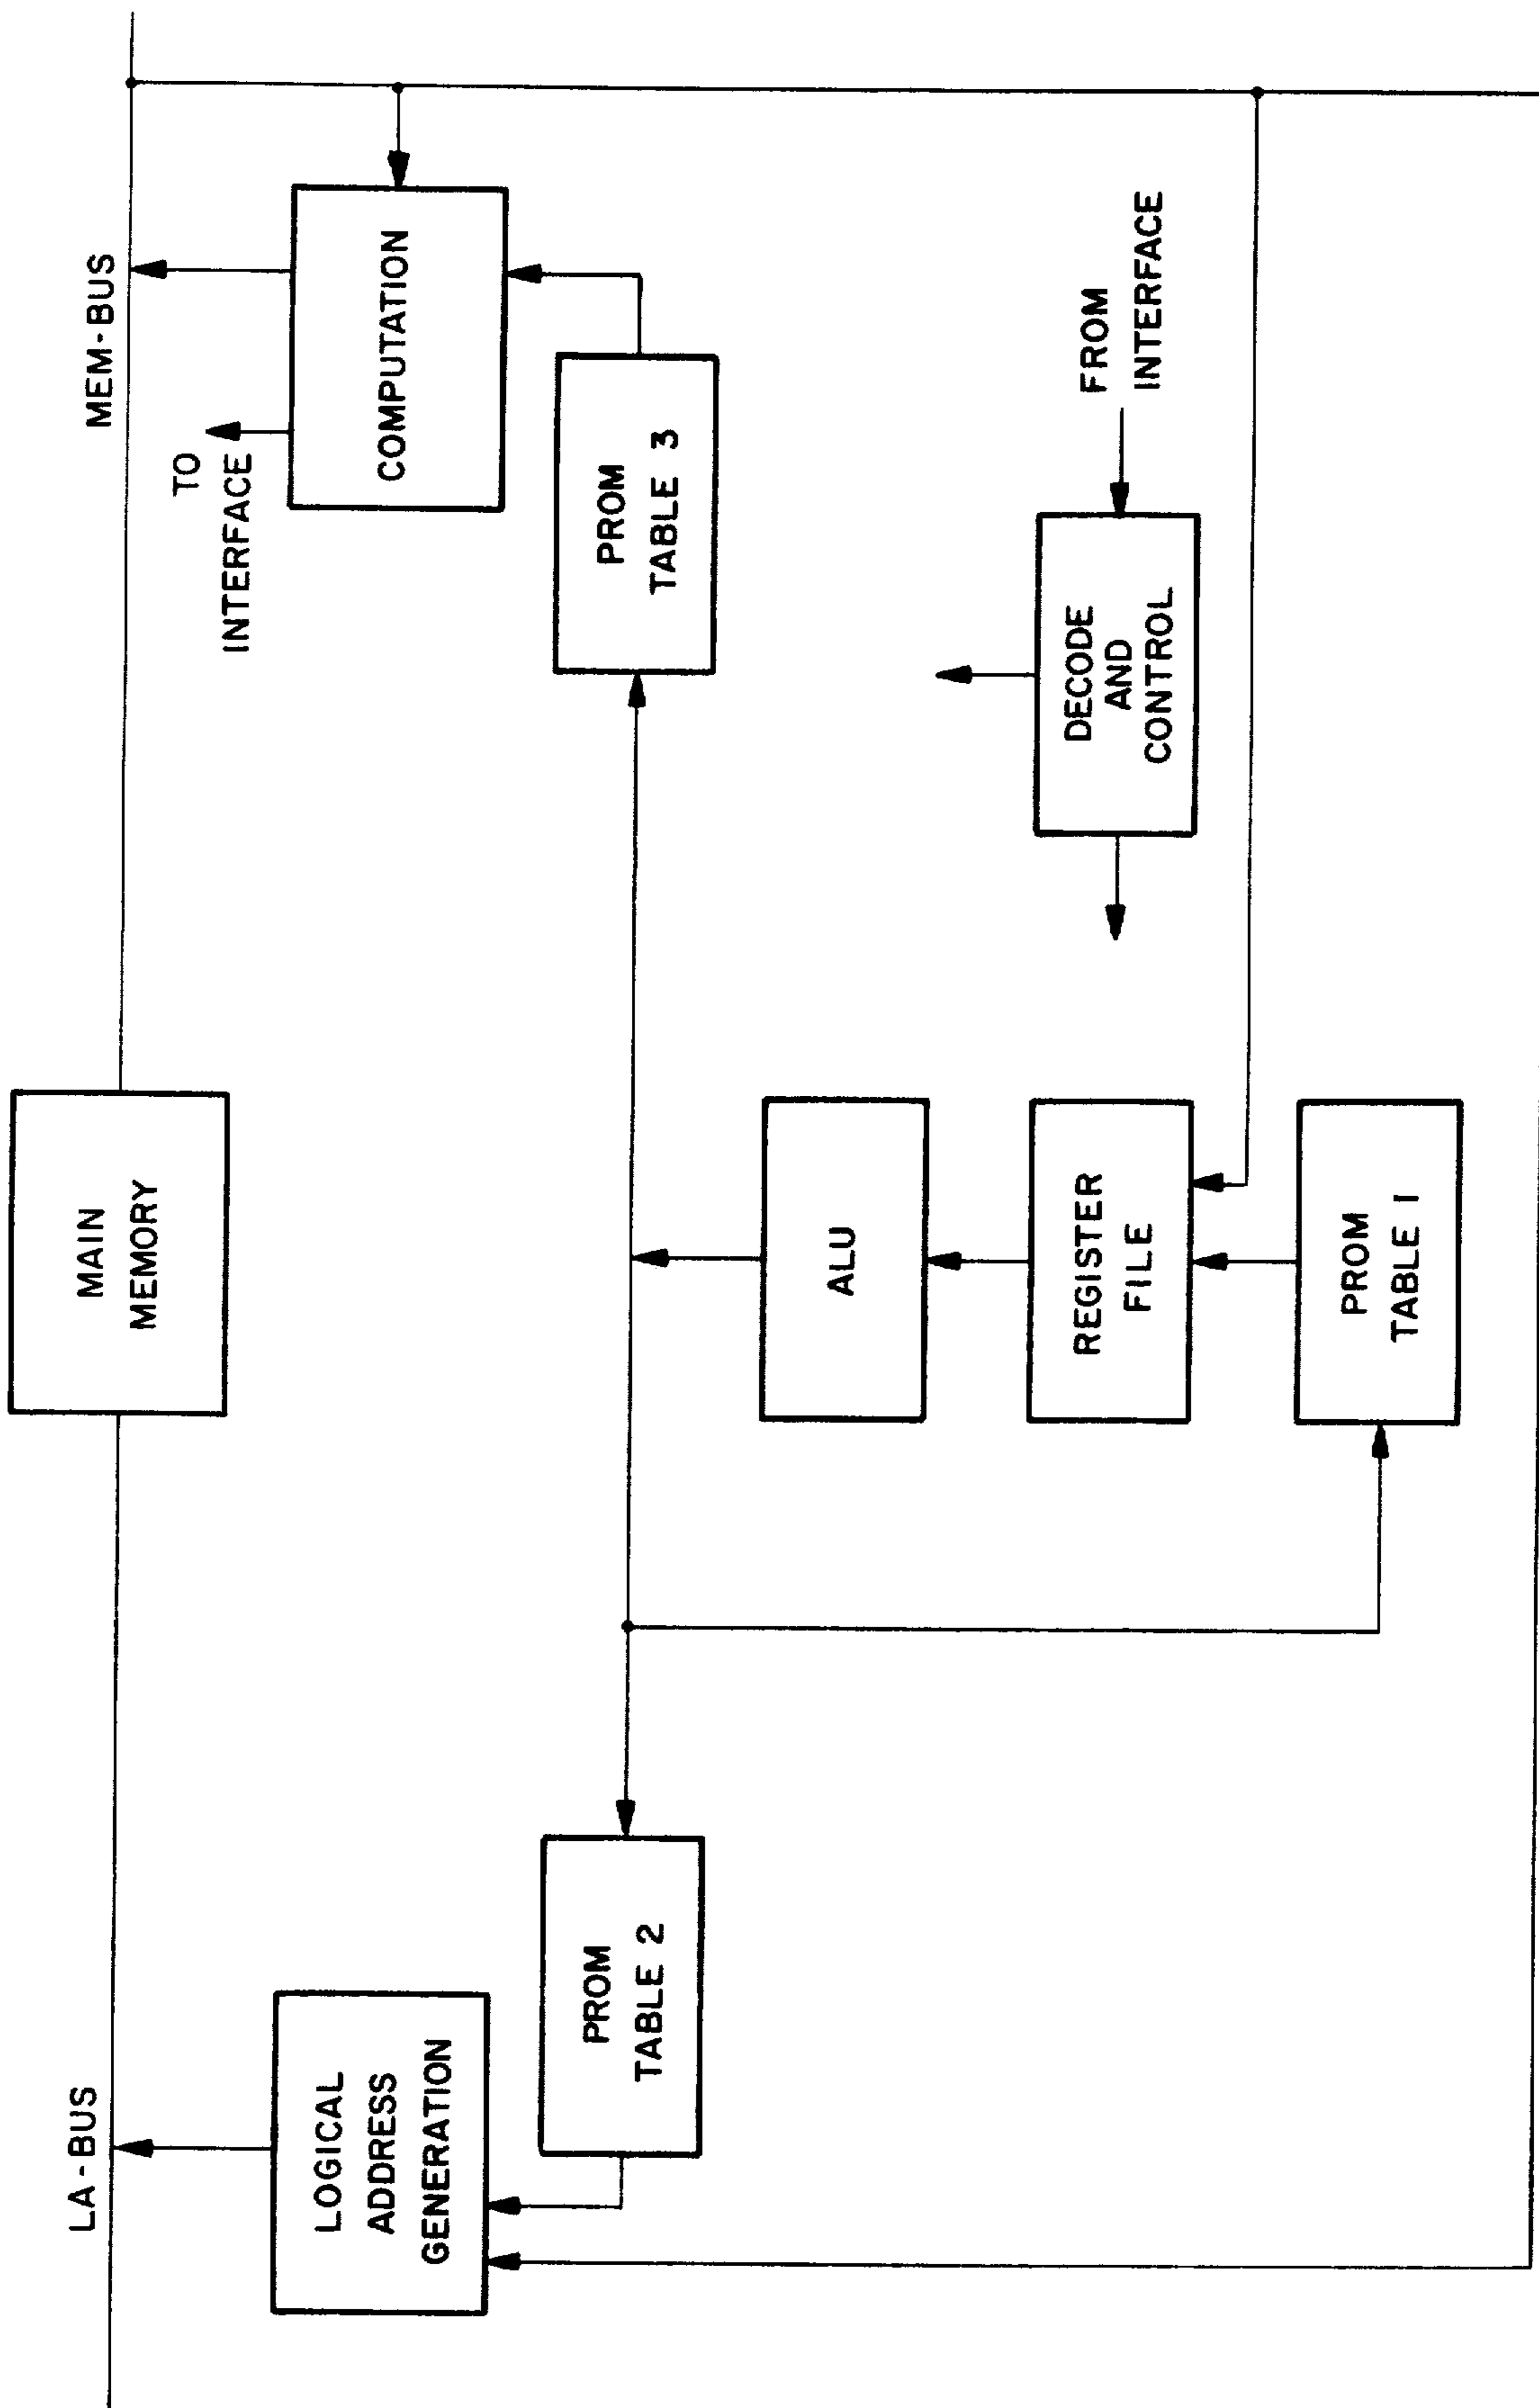 LA-BUS
MEM-BUS
MAIN
MEMORY
TO
INTERFACE
LOGICAL
ADDRESS
GENERATION
COMPUTATION
PROM
TABLE 2
PROM
TABLE 3
ALU
REGISTER
FILE
PROM
TABLE 1
DECODE
AND
CONTROL
FROM
INTERFACE